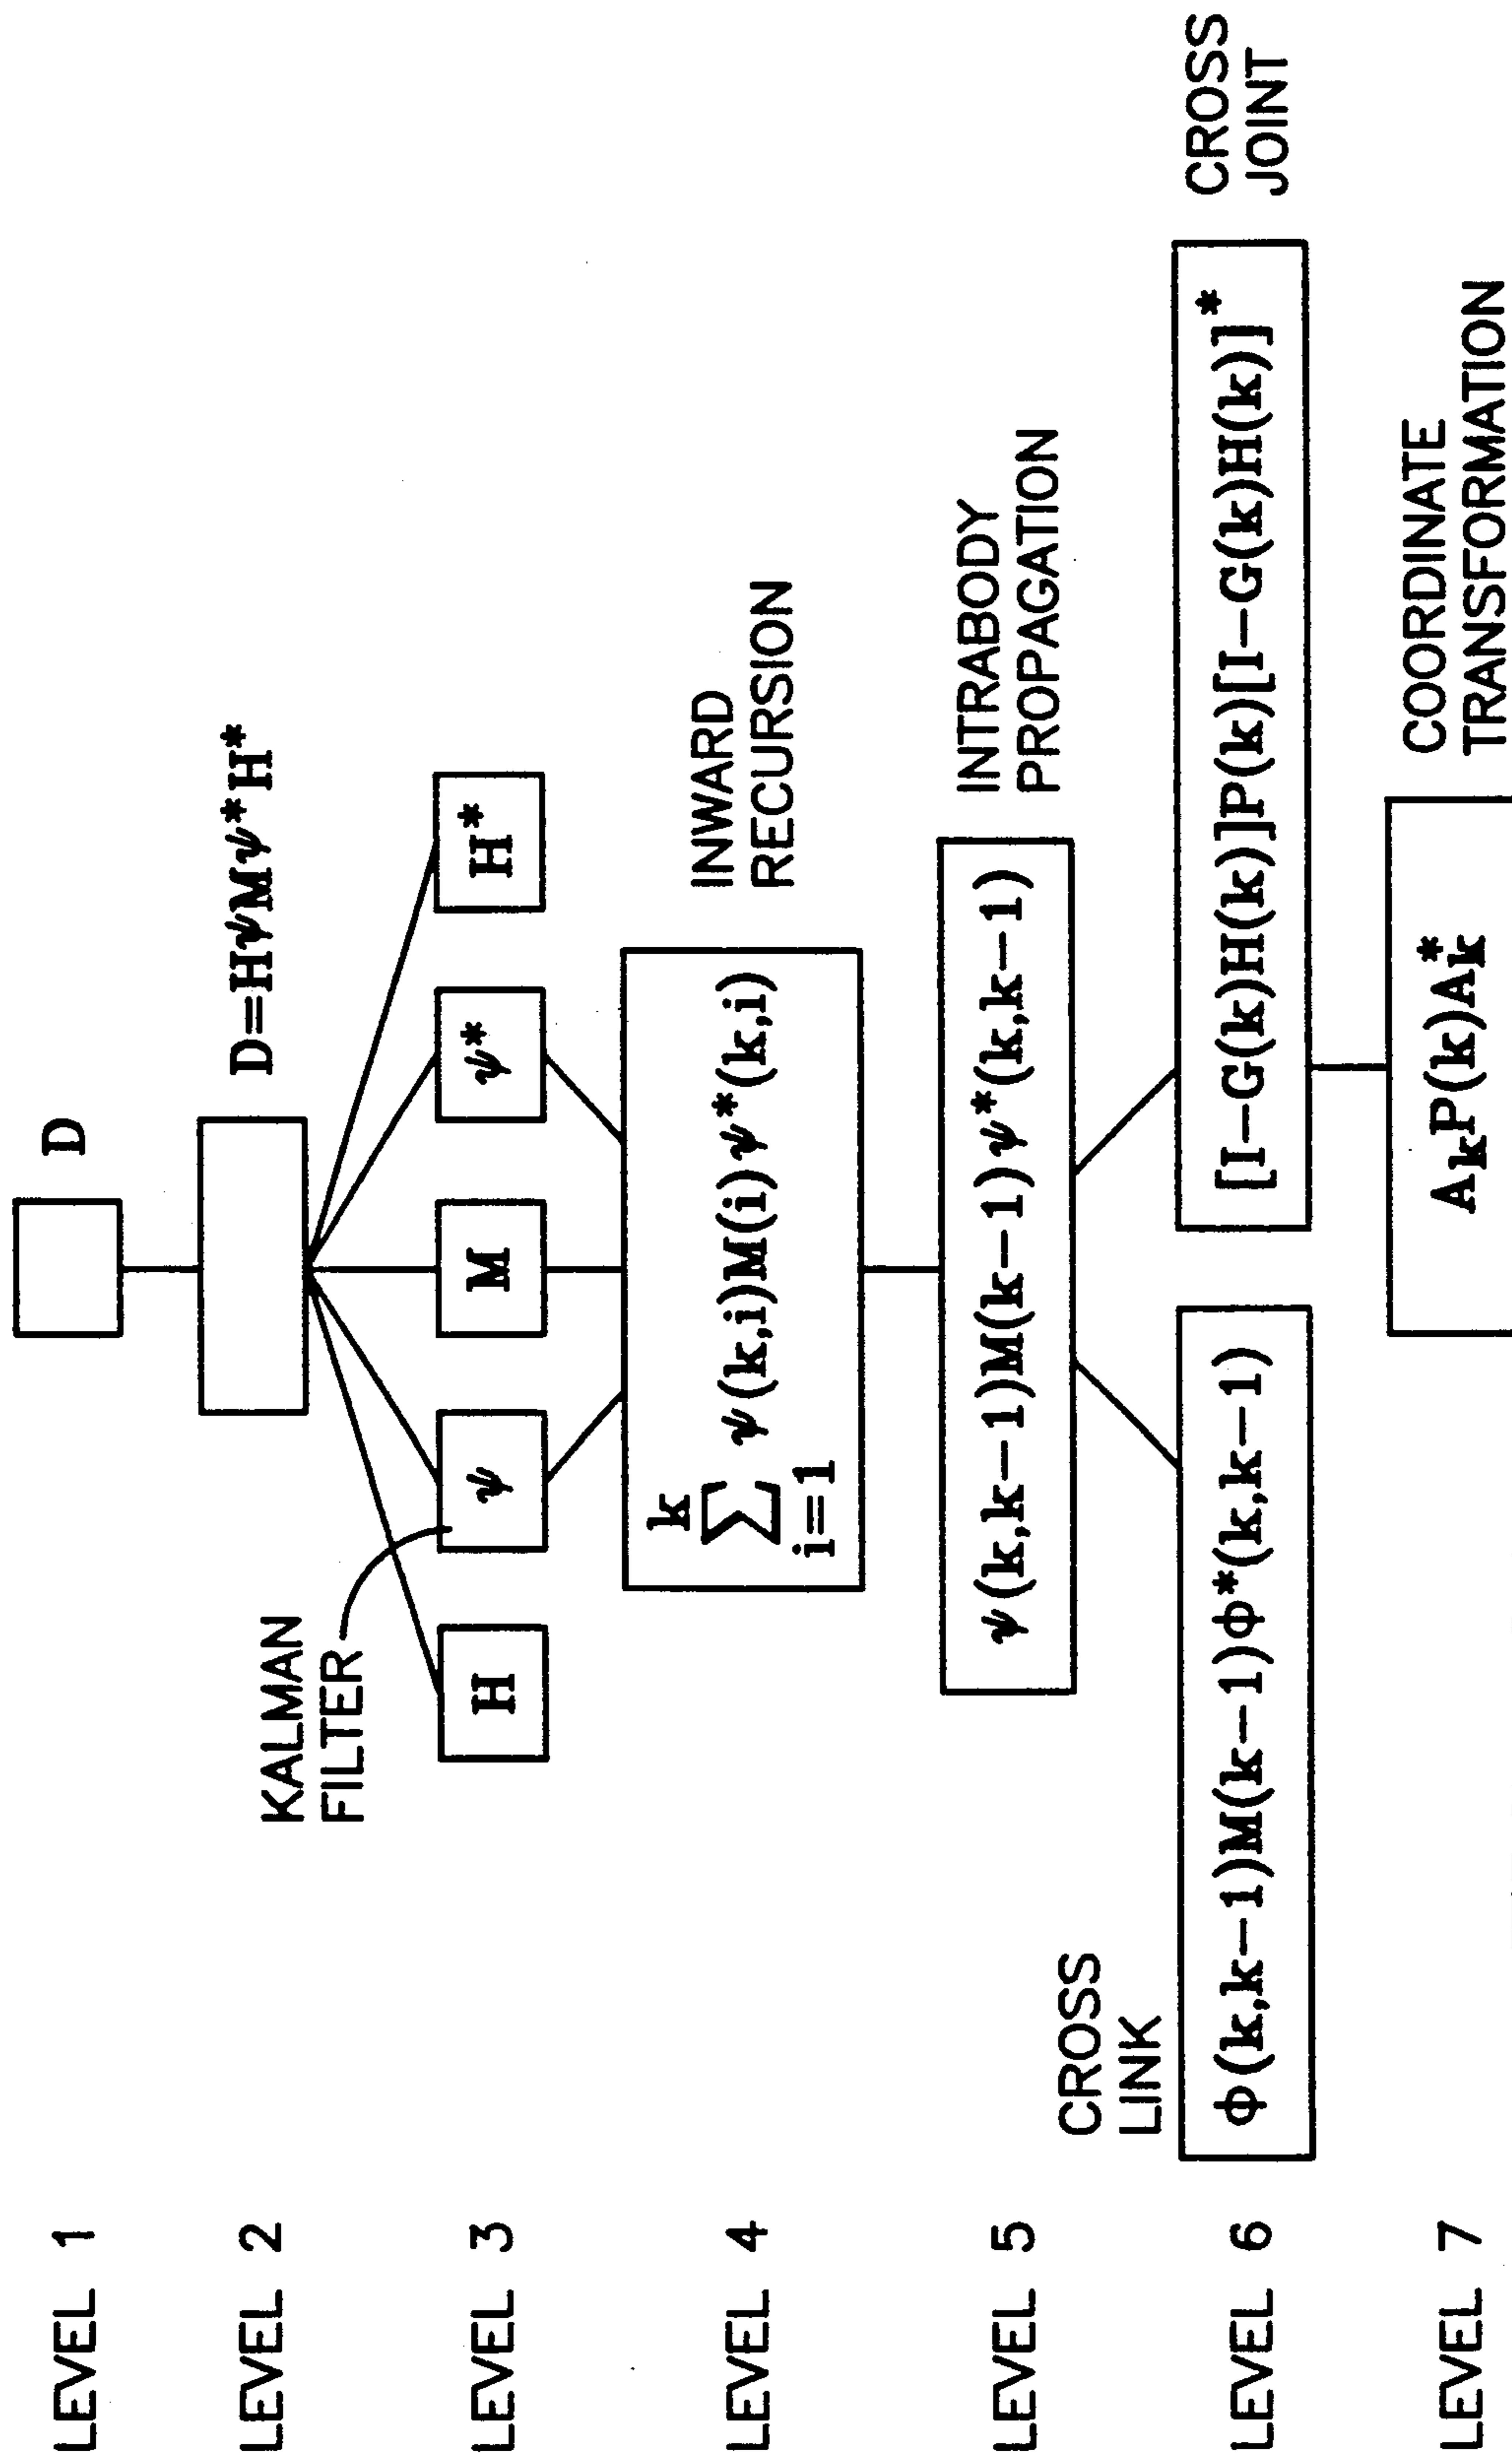 LEVEL 1
D
LEVEL 2
D=HψMψ*H*
KALMAN
FILTER
LEVEL 3
H
ψ
M
ψ*
H*
LEVEL 4
k
∑ ψ(k,i)M(i)ψ*(k,i)
i=1
INWARD
RECURSION
LEVEL 5
ψ(k,k−1)M(k−1)ψ*(k,k−1)
INTRABODY
PROPAGATION
CROSS
LINK
LEVEL 6
ϕ(k,k−1)M(k−1)ϕ*(k,k−1)
[I−G(k)H(k)]P(k)[I−G(k)H(k)]*
CROSS
JOINT
LEVEL 7
AₖP(k)Aₖ*
COORDINATE
TRANSFORMATION